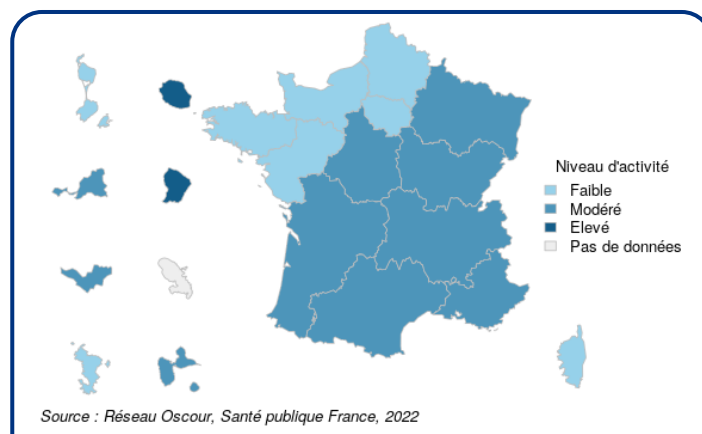 Niveau d'activité
Faible
Modéré
Elevé
Pas de données
Source : Réseau Oscour, Santé publique France, 2022